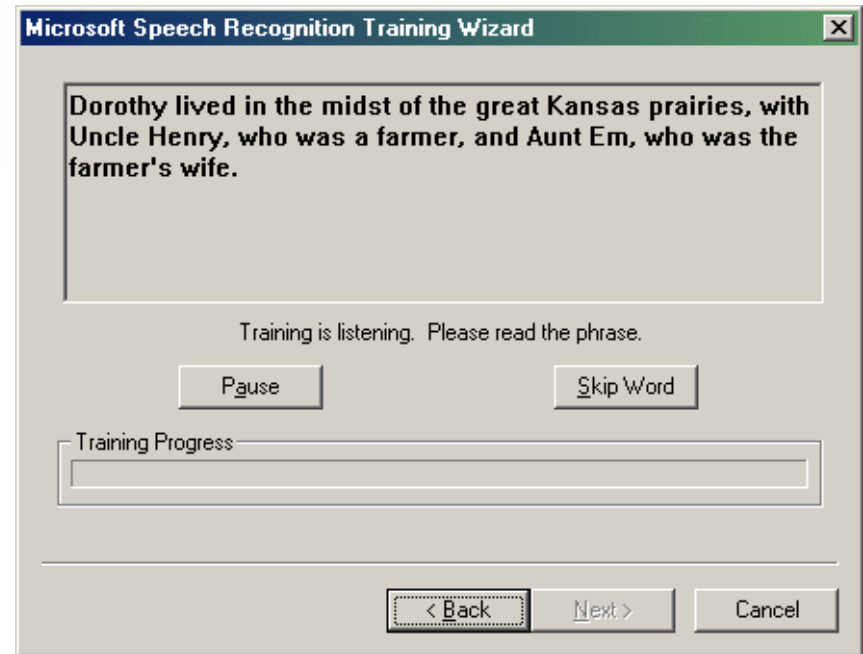 Microsoft Speech Recognition Training Wizard
Dorothy lived in the midst of the great Kansas prairies, with
Uncle Henry, who was a farmer, and Aunt Em, who was the
farmer's wife.
Training is listening.  Please read the phrase.
Pause
Skip Word
Training Progress
< Back
Next >
Cancel